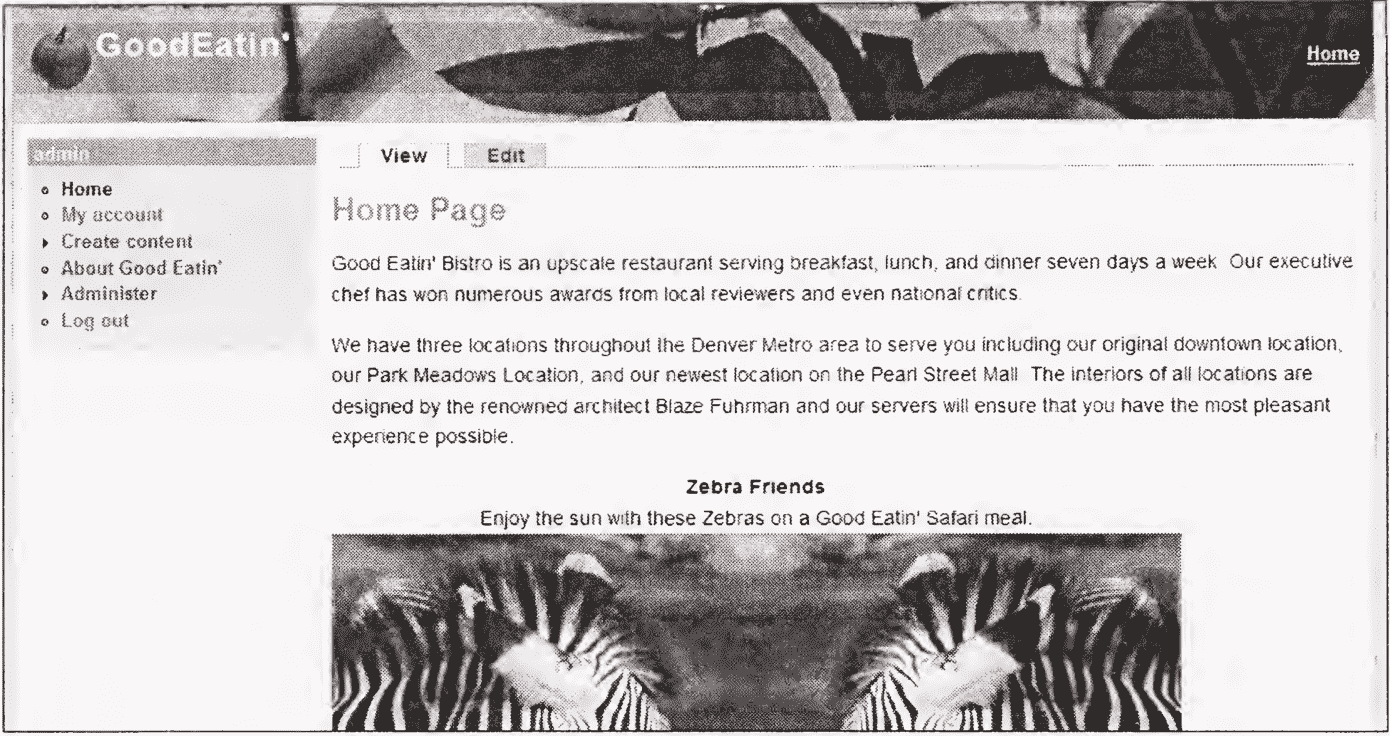 GoodEatin'
Home
admin
Home
My account
Create content
About Good Eatin'
Administer
Log out
View Edit
Home Page
Good Eatin' Bistro is an upscale restaurant serving breakfast, lunch, and dinner seven days a week. Our executive
chef has won numerous awards from local reviewers and even national critics.
We have three locations throughout the Denver Metro area to serve you including our original downtown location,
our Park Meadows Location, and our newest location on the Pearl Street Mall. The interiors of all locations are
designed by the renowned architect Blaze Fuhrman and our servers will ensure that you have the most pleasant
experience possible.
Zebra Friends
Enjoy the sun with these Zebras on a Good Eatin' Safari meal.